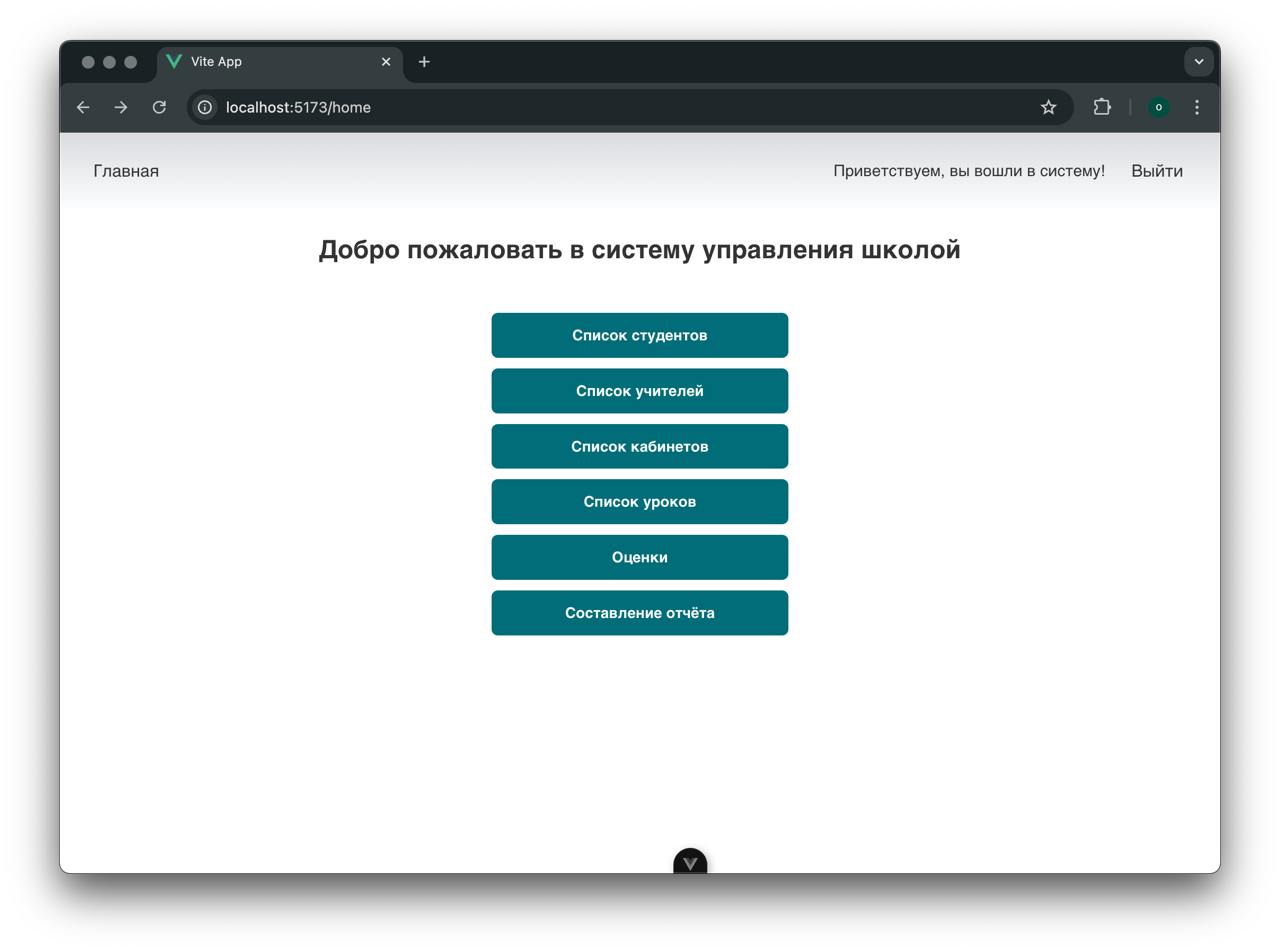 Vite App
localhost:5173/home
o
Главная
Приветствуем, вы вошли в систему!
Выйти
Добро пожаловать в систему управления школой
Список студентов
Список учителей
Список кабинетов
Список уроков
Оценки
Составление отчёта